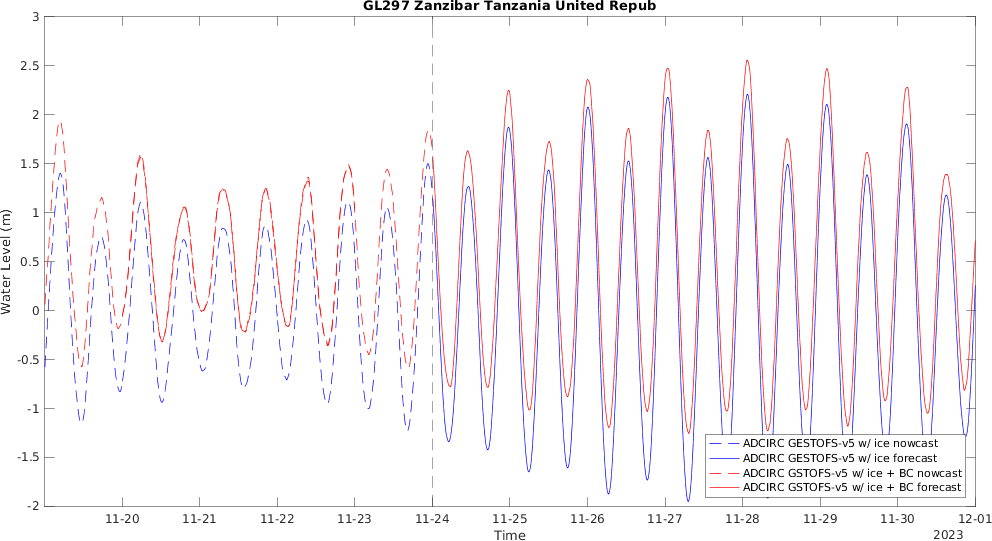 GL297 Zanzibar Tanzania United Repub
3
2.5
2
1.5
1
0.5
0
-0.5
-1
-1.5
-2
Water Level (m)
ADCIRC GESTOFS-v5 w/ ice nowcast
ADCIRC GESTOFS-v5 w/ ice forecast
ADCIRC GSTOFS-v5 w/ ice + BC nowcast
ADCIRC GSTOFS-v5 w/ ice + BC forecast
11-20 11-21 11-22 11-23 11-24 11-25 11-26 11-27 11-28 11-29 11-30 12-01
Time
2023